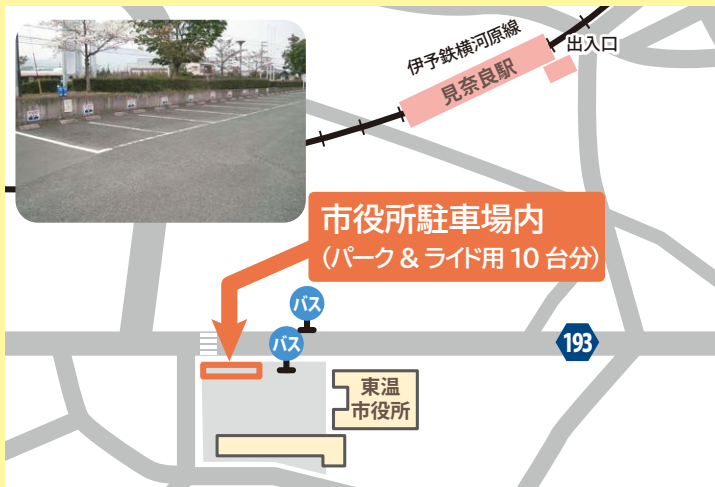 伊予鉄横河原線
出入口
見奈良駅
市役所駐車場内
(パーク & ライド用 10 台分)
バス
バス
193
東温
市役所